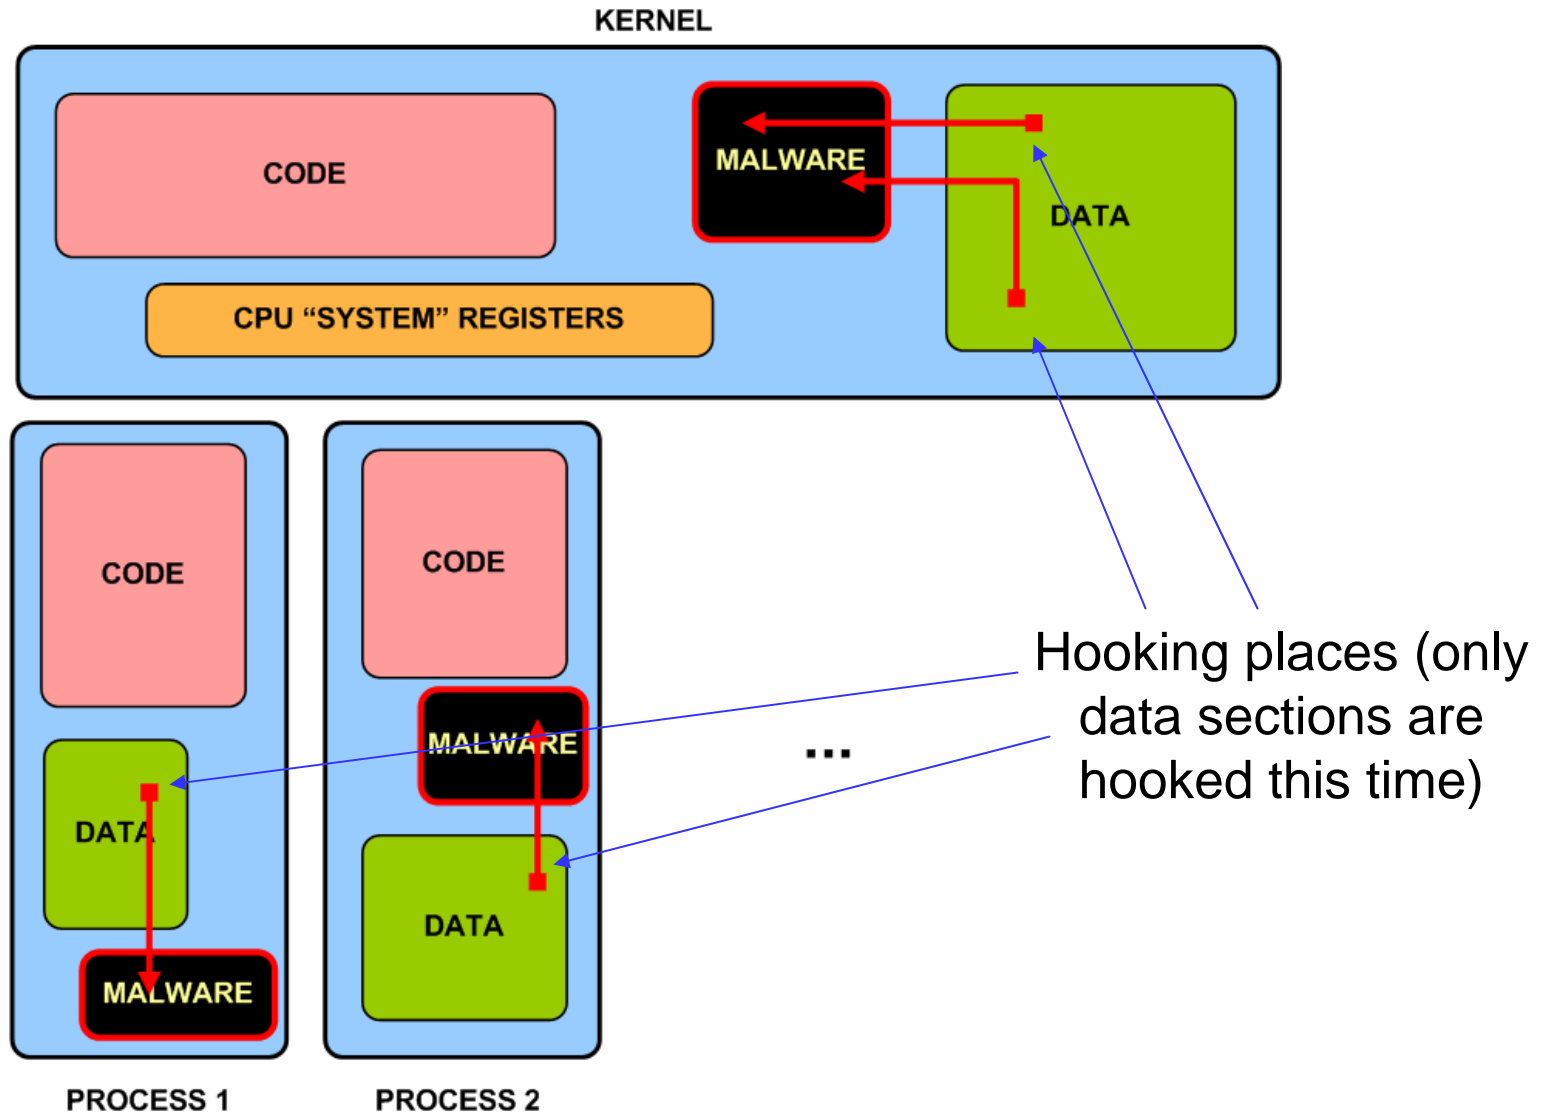 KERNEL
CODE
MALWARE
DATA
CPU “SYSTEM” REGISTERS
CODE
CODE
MALWARE
DATA
DATA
MALWARE
...
Hooking places (only
data sections are
hooked this time)
PROCESS 1
PROCESS 2